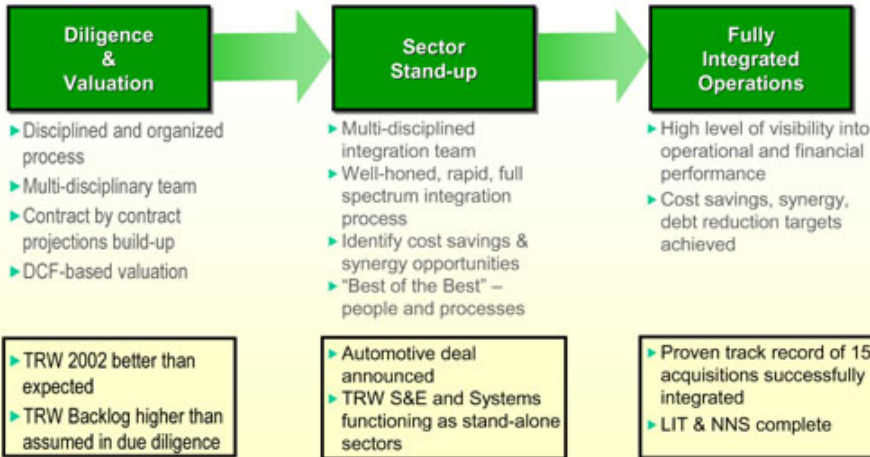 Diligence
&
Valuation
▸ Disciplined and organized
process
▸ Multi-disciplinary team
▸ Contract by contract
projections build-up
▸ DCF-based valuation
▸ TRW 2002 better than
expected
▸ TRW Backlog higher than
assumed in due diligence
Sector
Stand-up
▸ Multi-disciplined
integration team
▸ Well-honed, rapid, full
spectrum integration
process
▸ Identify cost savings &
synergy opportunities
▸ "Best of the Best" –
people and processes
▸ Automotive deal
announced
▸ TRW S&E and Systems
functioning as stand-alone
sectors
Fully
Integrated
Operations
▸ High level of visibility into
operational and financial
performance
▸ Cost savings, synergy,
debt reduction targets
achieved
▸ Proven track record of 15
acquisitions successfully
integrated
▸ LIT & NNS complete